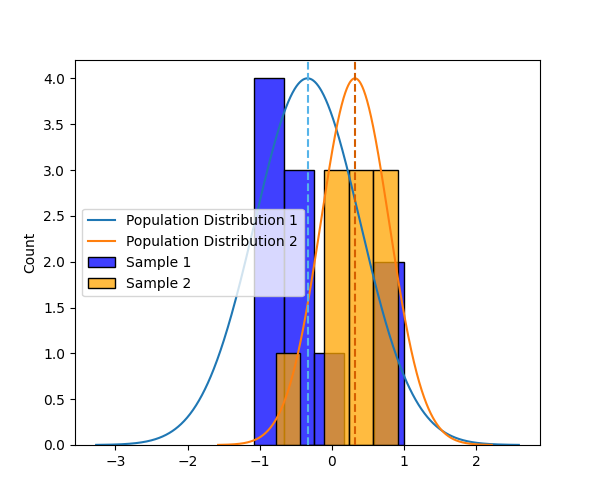 4.0
3.5
3.0
2.5
2.0
1.5
1.0
0.5
0.0
Count
Population Distribution 1
Population Distribution 2
Sample 1
Sample 2
−3 −2 −1 0 1 2